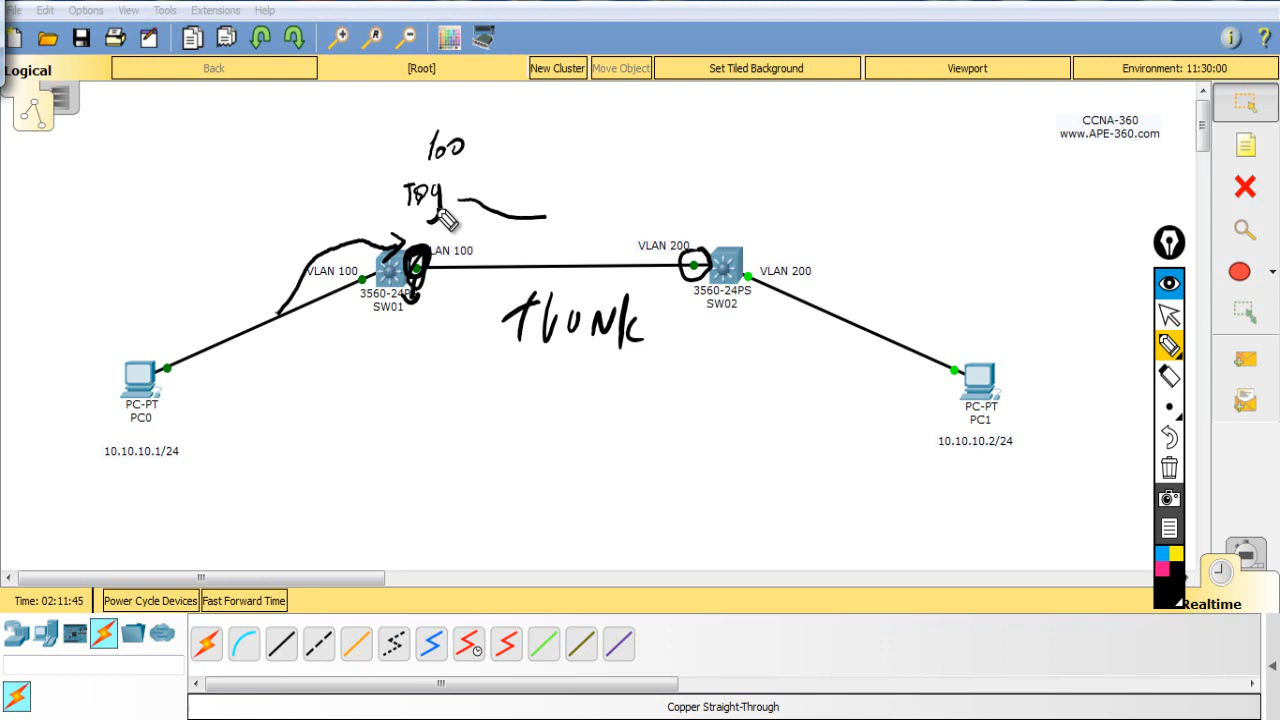 File Edit Options View Tools Extensions Help
Logical
Back
[Root]
New Cluster
Move Object
Set Tiled Background
Viewport
Environment: 11:30:00
CCNA-360
www.APE-360.com
100
Tag
VLAN 100
VLAN 100
3560-24PS
SW01
VLAN 200
VLAN 200
3560-24PS
SW02
Trunk
PC-PT
PC0
10.10.10.1/24
PC-PT
PC1
10.10.10.2/24
Time: 02:11:45
Power Cycle Devices
Fast Forward Time
Realtime
Copper Straight-Through